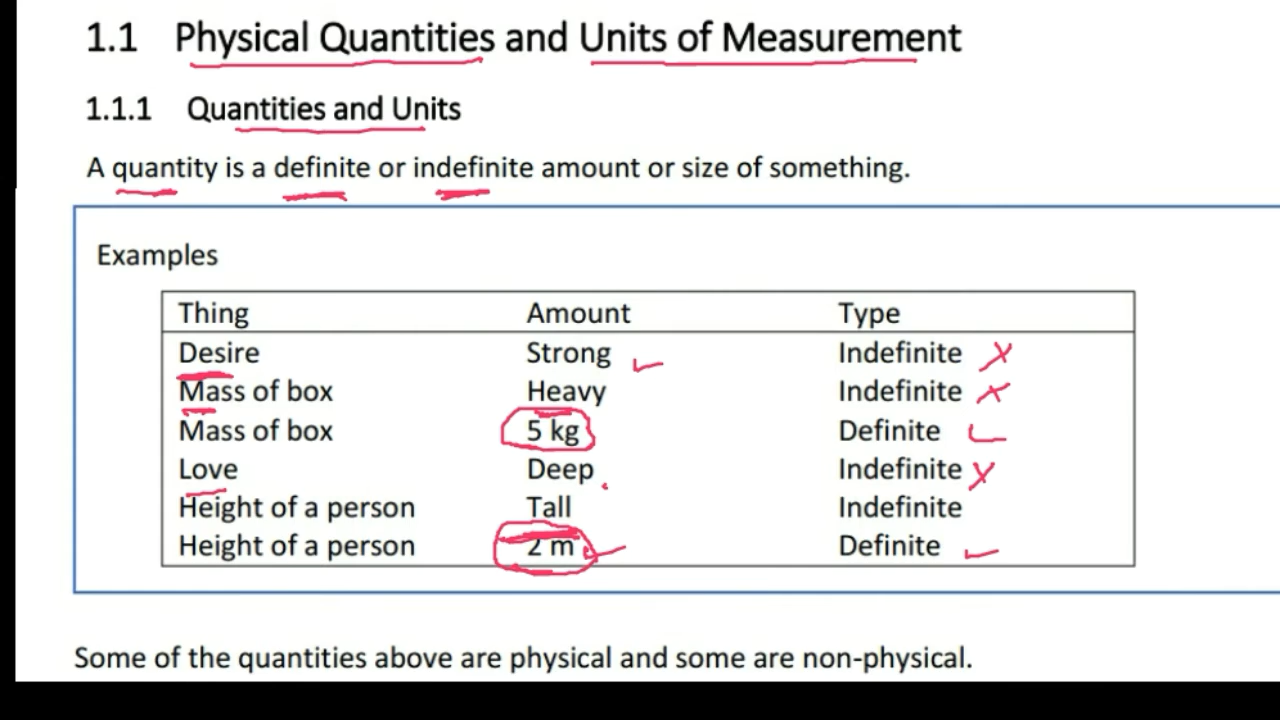 1.1 Physical Quantities and Units of Measurement
1.1.1 Quantities and Units
A quantity is a definite or indefinite amount or size of something.
Examples
Thing Amount Type
Desire Strong Indefinite
Mass of box Heavy Indefinite
Mass of box 5 kg Definite
Love Deep Indefinite
Height of a person Tall Indefinite
Height of a person 2 m Definite
Some of the quantities above are physical and some are non-physical.